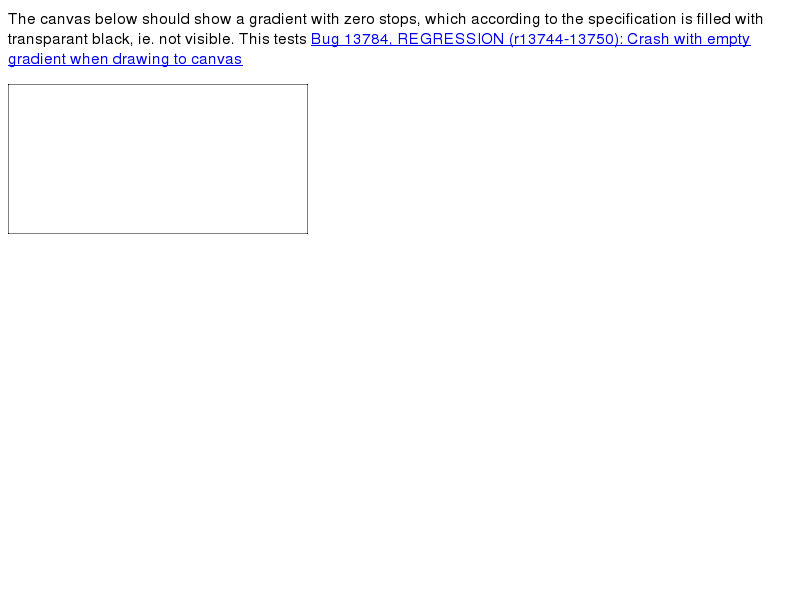 The canvas below should show a gradient with zero stops, which according to the specification is filled with
transparant black, ie. not visible. This tests Bug 13784, REGRESSION (r13744-13750): Crash with empty
gradient when drawing to canvas